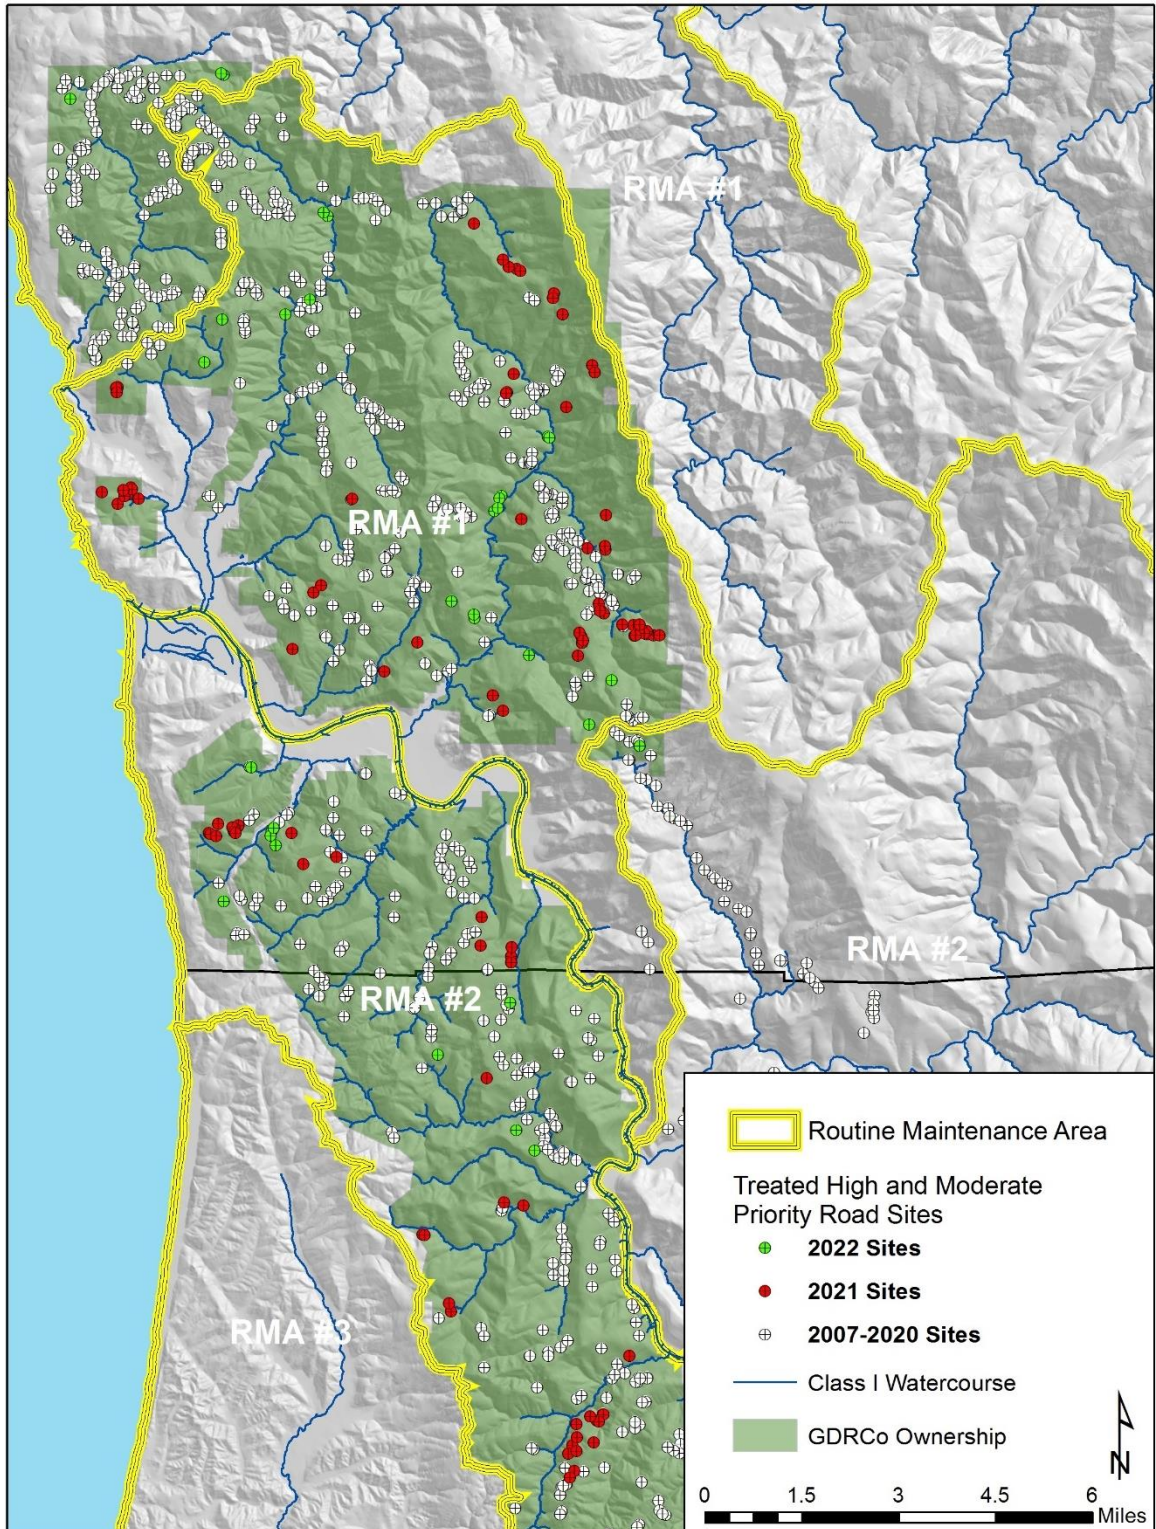 RMA #1
RMA #1
RMA #2
RMA #2
RMA #3
Routine Maintenance Area
Treated High and Moderate
Priority Road Sites
2022 Sites
2021 Sites
2007-2020 Sites
Class I Watercourse
GDRCo Ownership
N
0 1.5 3 4.5 6
Miles